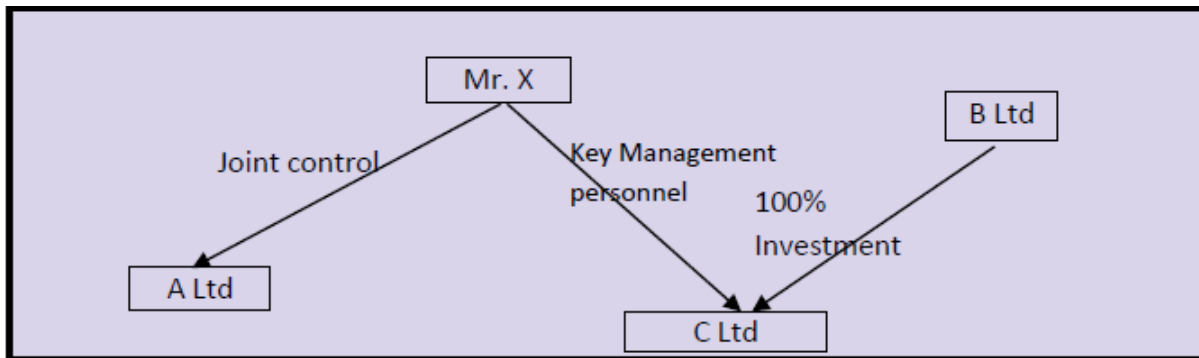 Mr. X
B Ltd
Joint control
Key Management
personnel
100%
Investment
A Ltd
C Ltd